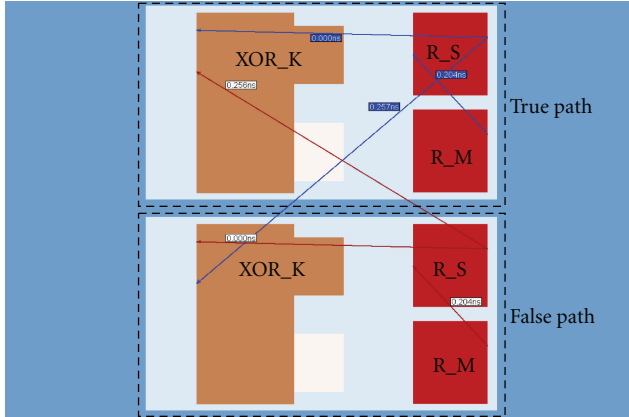 0.000ns
XOR_K
R_S
0.256ns
0.204ns
0.257ns
True path
R_M
0.000ns
XOR_K
R_S
0.204ns
False path
R_M